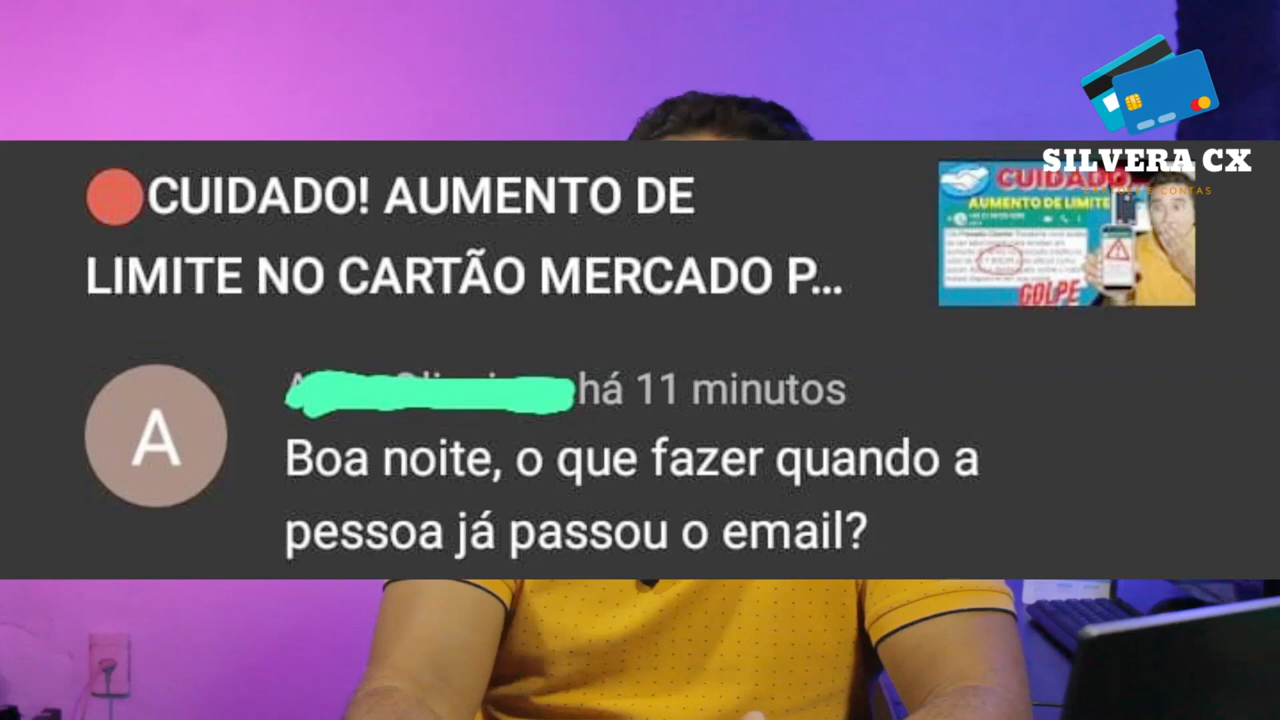 SILVERA CX
🔴CUIDADO! AUMENTO DE
LIMITE NO CARTÃO MERCADO P...
CUIDADO
AUMENTO DE LIMITE
GOLPE
há 11 minutos
Boa noite, o que fazer quando a
pessoa já passou o email?
A